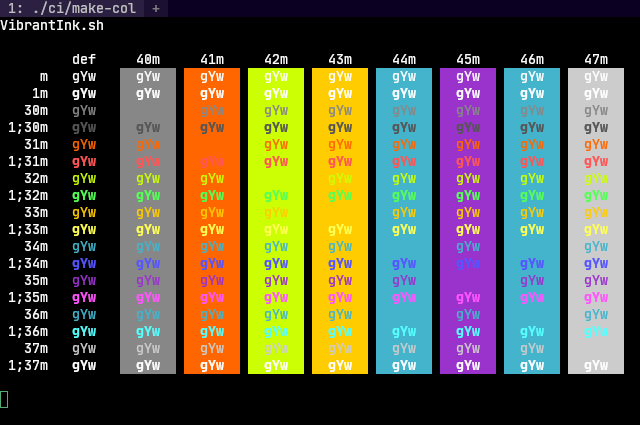 1: ./ci/make-col +
VibrantInk.sh
def 40m 41m 42m 43m 44m 45m 46m 47m
m gYw gYw gYw gYw gYw gYw gYw gYw gYw
1m gYw gYw gYw gYw gYw gYw gYw gYw gYw
30m gYw gYw gYw gYw gYw gYw gYw gYw
1;30m gYw gYw gYw gYw gYw gYw gYw gYw gYw
31m gYw gYw gYw gYw gYw gYw gYw gYw
1;31m gYw gYw gYw gYw gYw gYw gYw gYw gYw
32m gYw gYw gYw gYw gYw gYw gYw gYw
1;32m gYw gYw gYw gYw gYw gYw gYw gYw gYw
33m gYw gYw gYw gYw gYw gYw gYw gYw
1;33m gYw gYw gYw gYw gYw gYw gYw gYw gYw
34m gYw gYw gYw gYw gYw gYw gYw
1;34m gYw gYw gYw gYw gYw gYw gYw gYw gYw
35m gYw gYw gYw gYw gYw gYw gYw gYw
1;35m gYw gYw gYw gYw gYw gYw gYw gYw gYw
36m gYw gYw gYw gYw gYw gYw gYw
1;36m gYw gYw gYw gYw gYw gYw gYw gYw gYw
37m gYw gYw gYw gYw gYw gYw gYw gYw
1;37m gYw gYw gYw gYw gYw gYw gYw gYw gYw